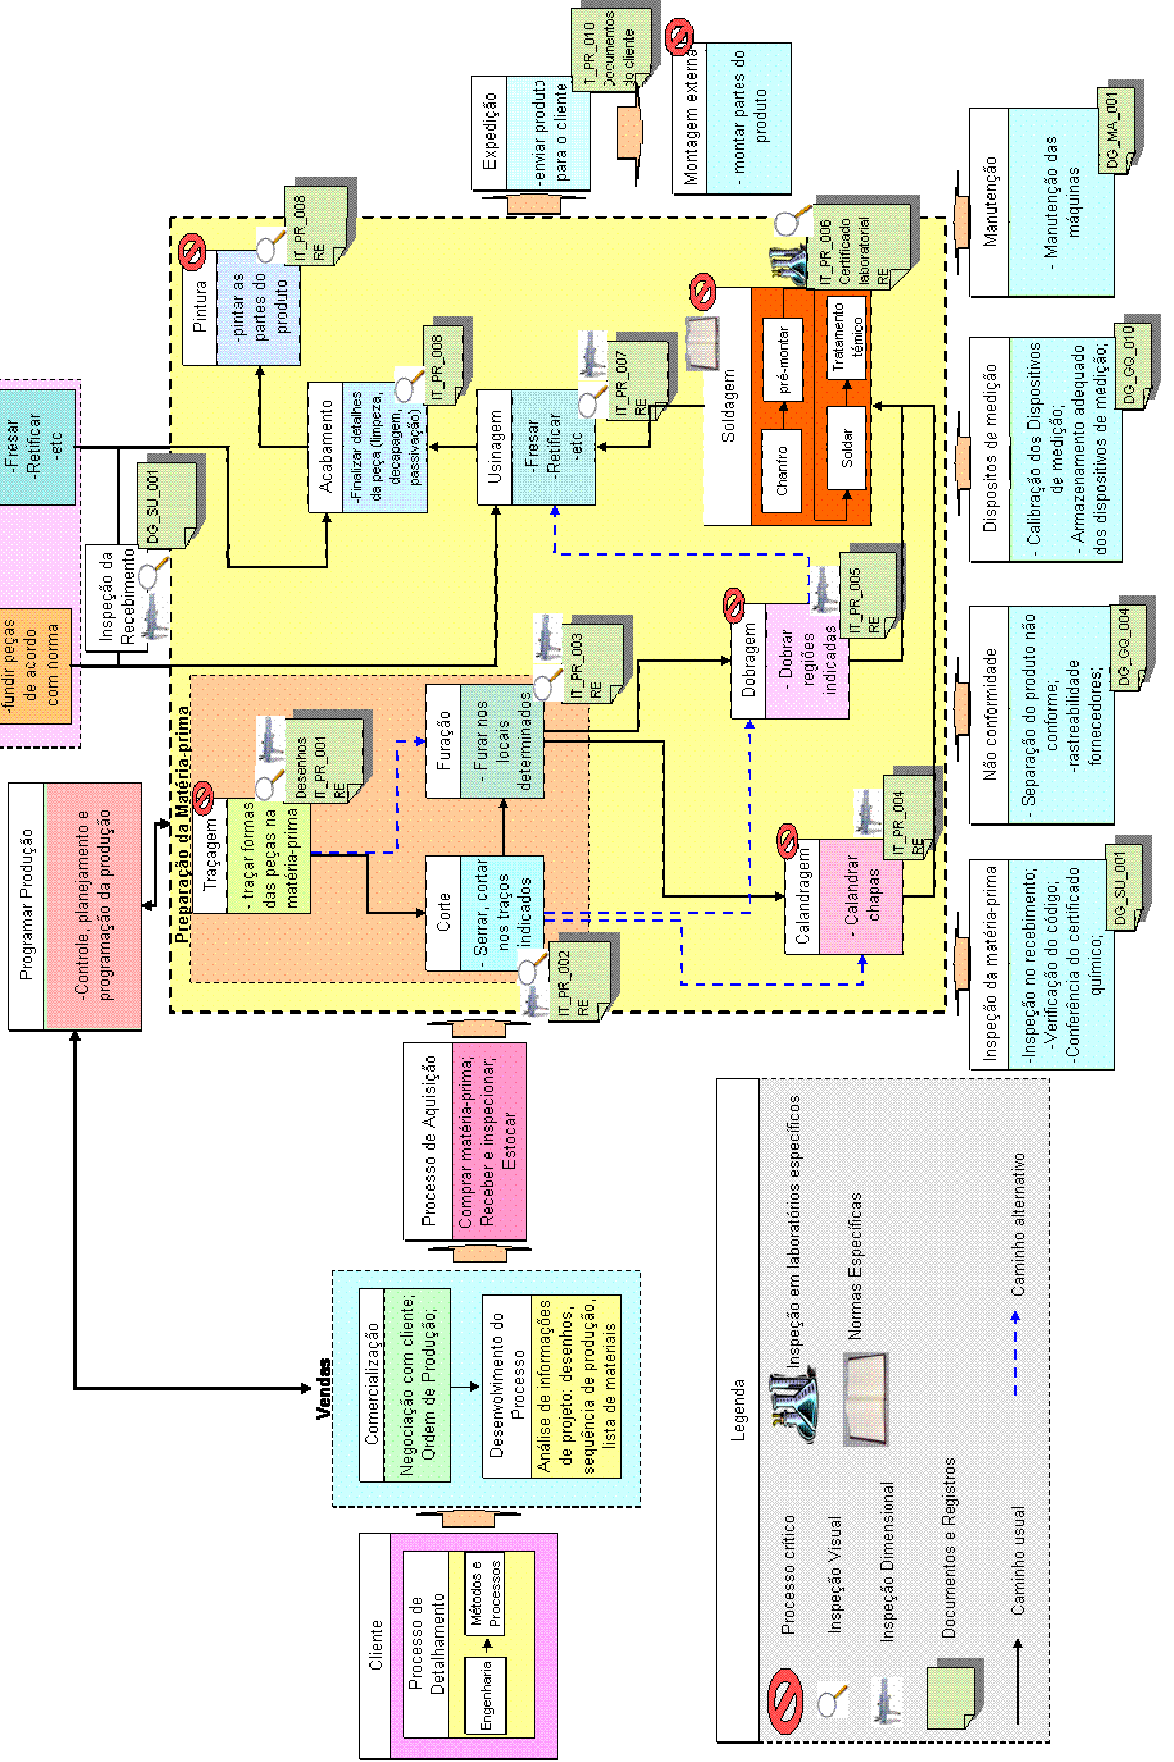 Cliente
Processo de
Detalhamento
Engenharia
Métodos e
Processos
Vendas
Comercialização
Negociação com cliente;
Ordem de Produção;
Desenvolvimento do
Processo
Análise de informações
de projeto: desenhos,
sequência de produção,
lista de materiais
Processo de Aquisição
Comprar matéria-prima;
Receber e inspecionar;
Estocar
Programar Produção
-Controle, planejamento e
programação da produção
-fundir peças
de acordo
com norma
-Fresar
-Retificar
-etc
Inspeção da
Recebimento
DG_SU_001
Preparação da Matéria-prima
Traçagem
- traçar formas
das peças na
matéria-prima
Desenhos
IT_PR_001
RE
Corte
- Serrar, cortar
nos traços
indicados
IT_PR_002
RE
Furação
- Furar nos
locais
determinados
IT_PR_003
RE
Calandragem
- Calandrar
chapas
IT_PR_004
RE
Dobragem
- Dobrar
regiões
indicadas
IT_PR_005
RE
Soldagem
Chanfro
pré-montar
Soldar
Tratamento
témico
IT_PR_006
Certificado
laboratorial
RE
Usinagem
-Fresar
-Retificar
-etc
IT_PR_007
RE
Acabamento
-Finalizar detalhes
da peça (limpeza,
decapagem,
passivação)
IT_PR_008
Pintura
-pintar as
partes do
produto
IT_PR_008
RE
Expedição
-enviar produto
para o cliente
IT_PR_010
Documentos
do cliente
Montagem externa
- montar partes do
produto
Inspeção da matéria-prima
-Inspeção no recebimento;
-Verificação do código;
-Conferência do certificado
químico;
DG_SU_001
Não conformidade
- Separação do produto não
conforme;
-rastreabilidade
fornecedores;
DG_GQ_004
Dispositos de medição
- Calibração dos Dispositivos
de medição;
- Armazenamento adequado
dos dispositivos de medição;
DG_GQ_010
Manutenção
- Manutenção das
máquinas
DG_MA_001
Legenda
Processo crítico
Inspeção em laboratórios específicos
Inspeção Visual
Normas Específicas
Inspeção Dimensional
Documentos e Registros
Caminho usual
Caminho alternativo